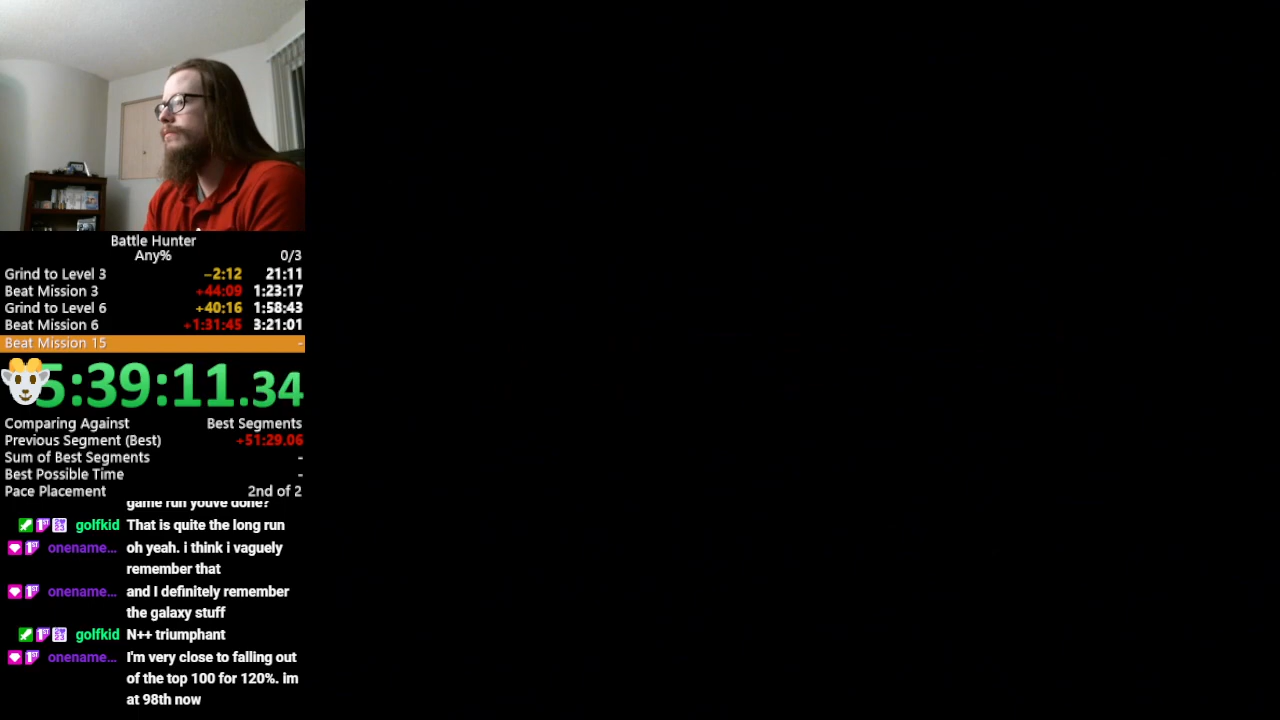 Battle Hunter
Any% 0/3
Grind to Level 3 −2:12 21:11
Beat Mission 3 +44:09 1:23:17
Grind to Level 6 +40:16 1:58:43
Beat Mission 6 +1:31:45 3:21:01
Beat Mission 15 -
5:39:11.34
Comparing Against Best Segments
Previous Segment (Best) +51:29.06
Sum of Best Segments -
Best Possible Time -
Pace Placement 2nd of 2
game run youve done?
golfkid That is quite the long run
onename… oh yeah. i think i vaguely
remember that
onename… and I definitely remember
the galaxy stuff
golfkid N++ triumphant
onename… I'm very close to falling out
of the top 100 for 120%. im
at 98th now